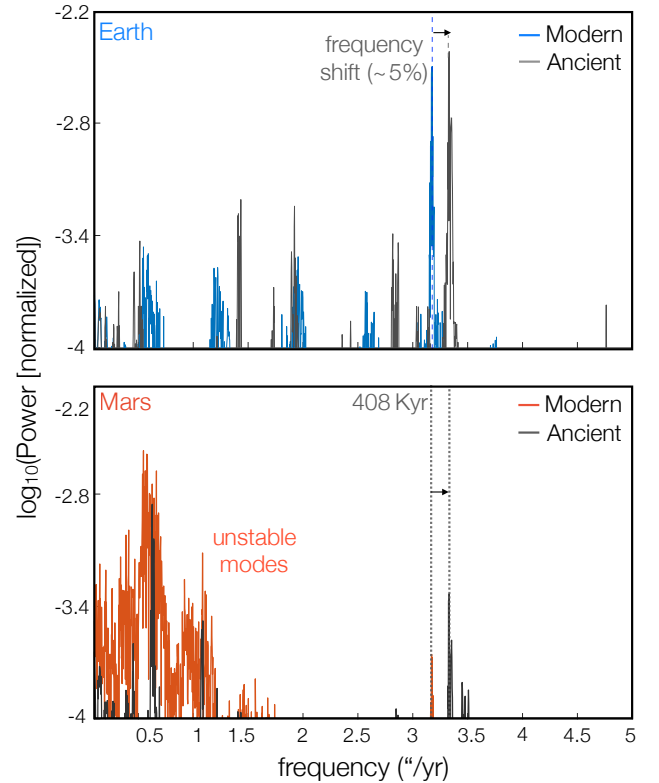 -2.2
Earth
frequency
shift (~5%)
Modern
Ancient
-2.8
-3.4
-4
log₁₀(Power [normalized])
Mars
408 Kyr
Modern
Ancient
-2.2
-2.8
unstable
modes
-3.4
-4
0.5 1 1.5 2 2.5 3 3.5 4 4.5 5
frequency (“/yr)